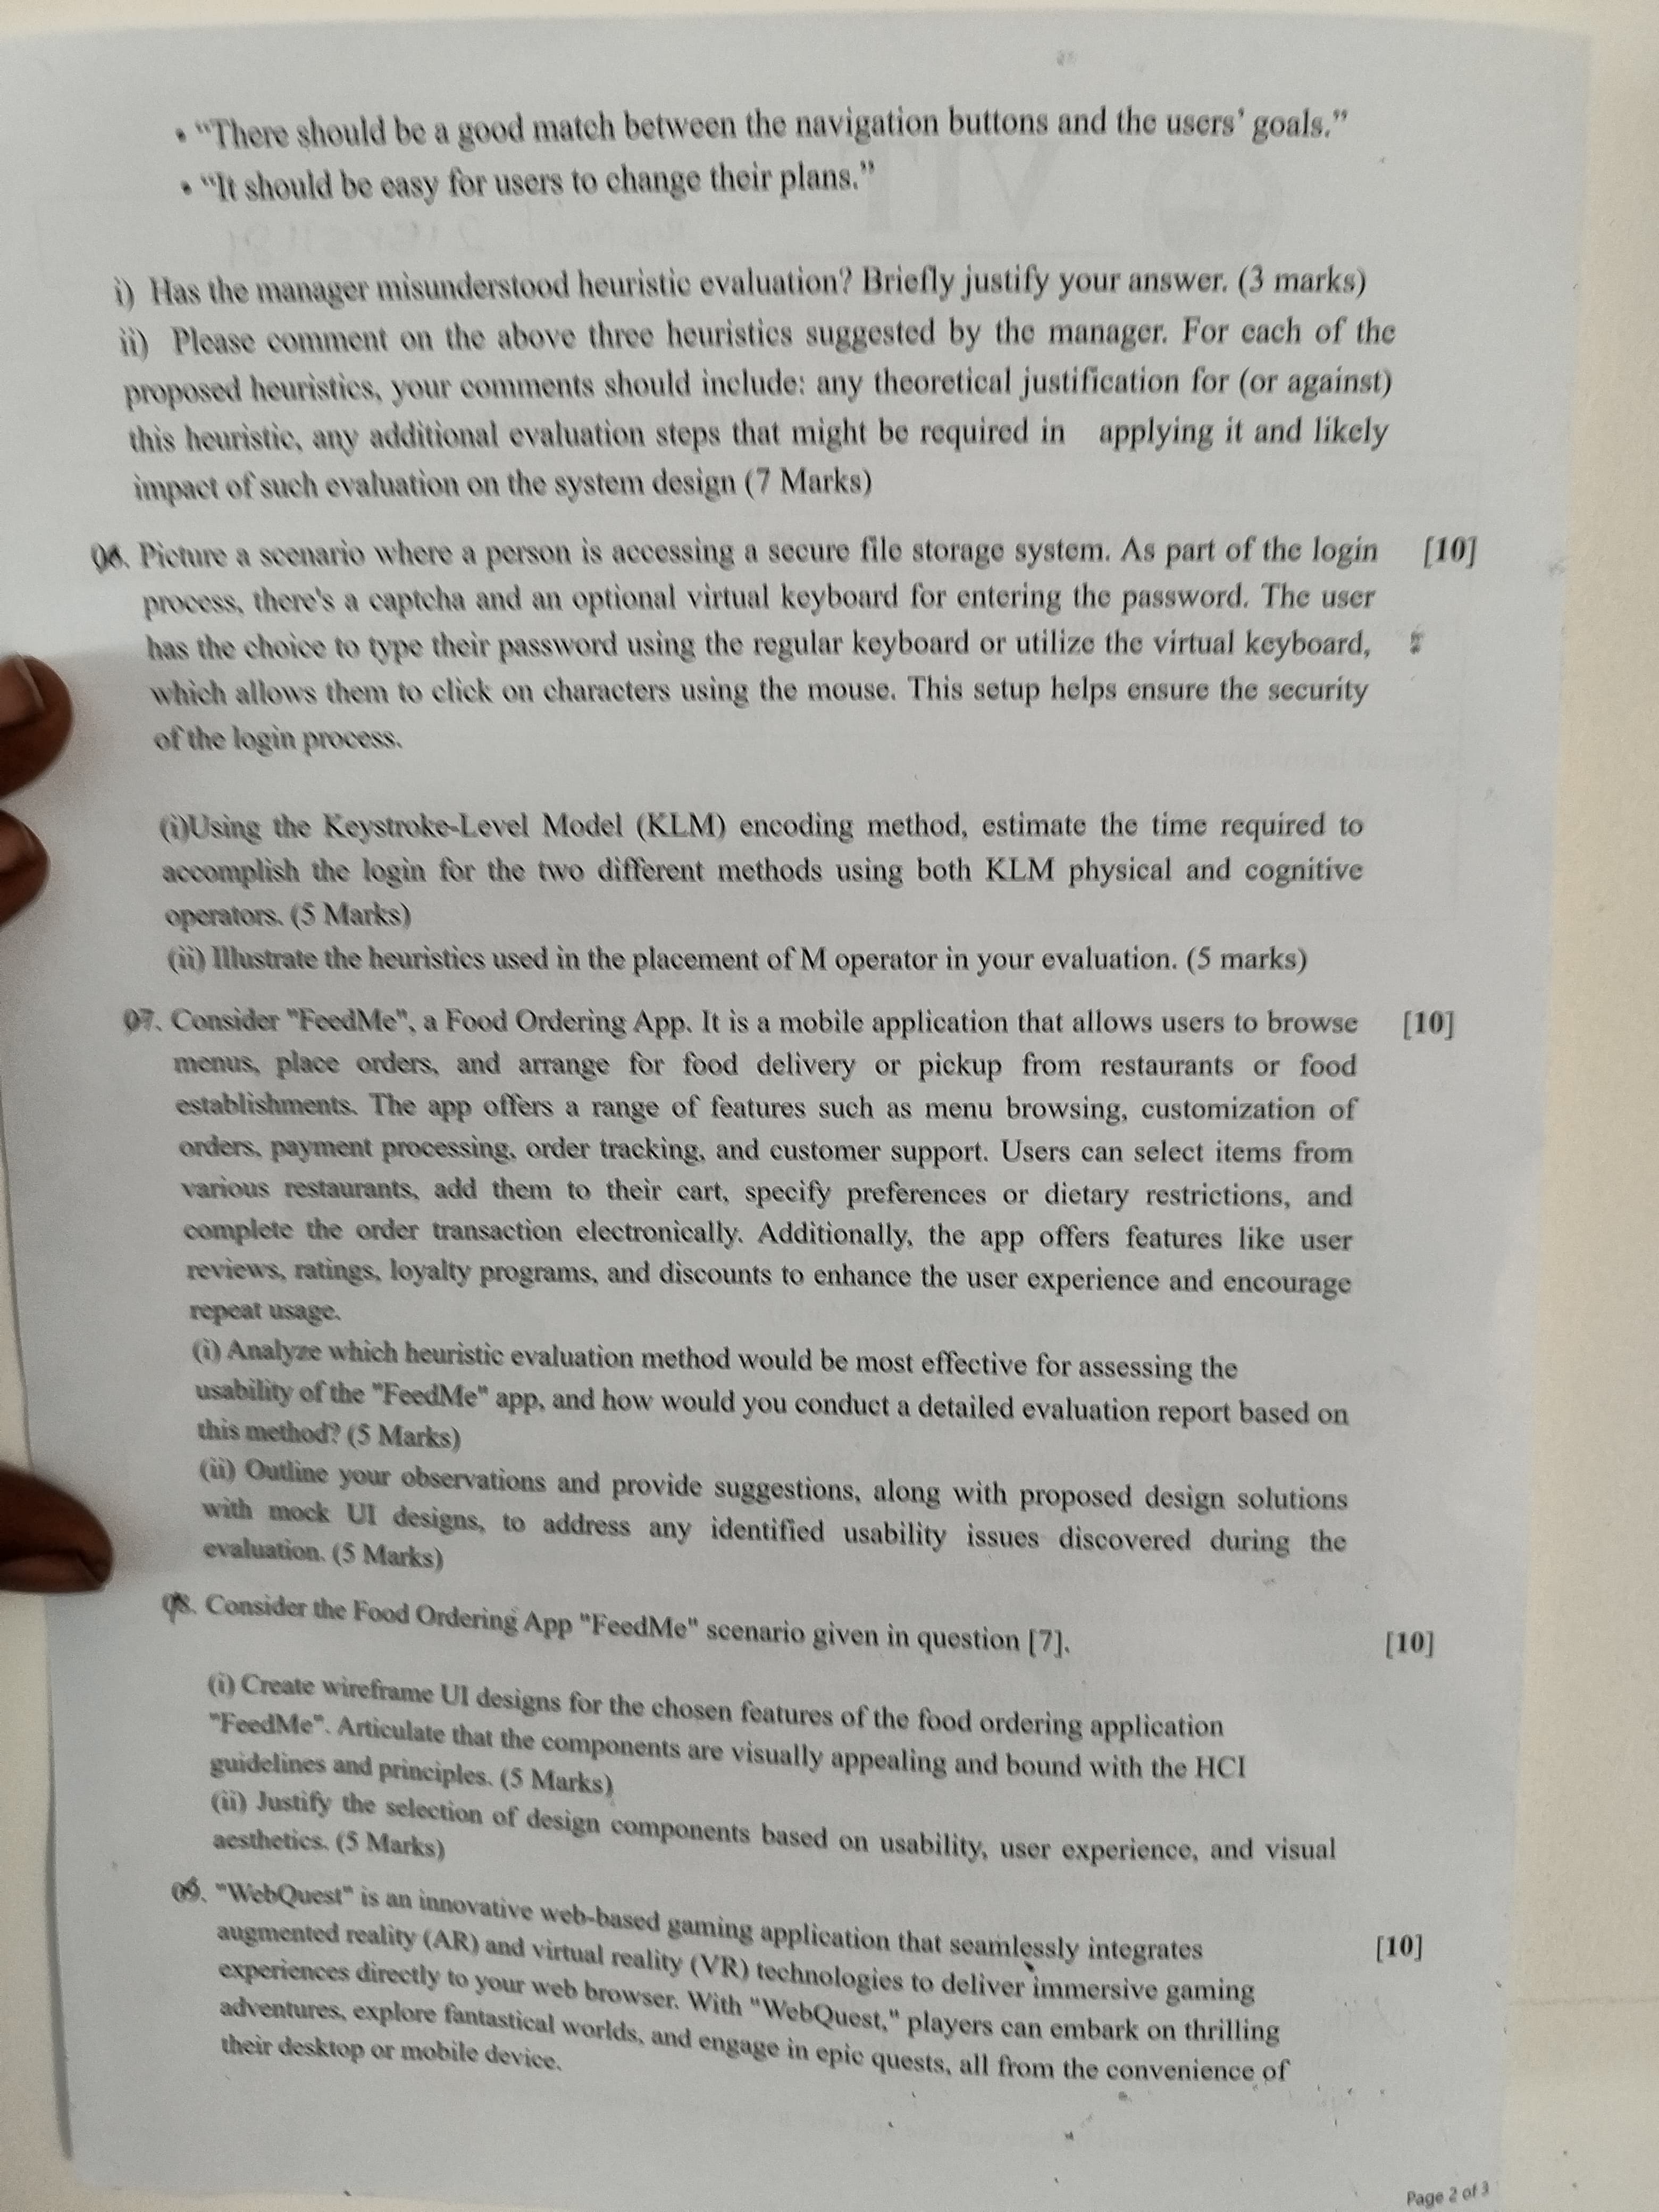 • “There should be a good match between the navigation buttons and the users’ goals.”
• “It should be easy for users to change their plans.”
i) Has the manager misunderstood heuristic evaluation? Briefly justify your answer. (3 marks)
ii) Please comment on the above three heuristics suggested by the manager. For each of the
proposed heuristics, your comments should include: any theoretical justification for (or against)
this heuristic, any additional evaluation steps that might be required in applying it and likely
impact of such evaluation on the system design (7 Marks)
06. Picture a scenario where a person is accessing a secure file storage system. As part of the login [10]
process, there's a captcha and an optional virtual keyboard for entering the password. The user
has the choice to type their password using the regular keyboard or utilize the virtual keyboard,
which allows them to click on characters using the mouse. This setup helps ensure the security
of the login process.
(i)Using the Keystroke-Level Model (KLM) encoding method, estimate the time required to
accomplish the login for the two different methods using both KLM physical and cognitive
operators. (5 Marks)
(ii) Illustrate the heuristics used in the placement of M operator in your evaluation. (5 marks)
07. Consider "FeedMe", a Food Ordering App. It is a mobile application that allows users to browse [10]
menus, place orders, and arrange for food delivery or pickup from restaurants or food
establishments. The app offers a range of features such as menu browsing, customization of
orders, payment processing, order tracking, and customer support. Users can select items from
various restaurants, add them to their cart, specify preferences or dietary restrictions, and
complete the order transaction electronically. Additionally, the app offers features like user
reviews, ratings, loyalty programs, and discounts to enhance the user experience and encourage
repeat usage.
(i) Analyze which heuristic evaluation method would be most effective for assessing the
usability of the "FeedMe" app, and how would you conduct a detailed evaluation report based on
this method? (5 Marks)
(ii) Outline your observations and provide suggestions, along with proposed design solutions
with mock UI designs, to address any identified usability issues discovered during the
evaluation. (5 Marks)
08. Consider the Food Ordering App "FeedMe" scenario given in question [7]. [10]
(i) Create wireframe UI designs for the chosen features of the food ordering application
"FeedMe". Articulate that the components are visually appealing and bound with the HCI
guidelines and principles. (5 Marks)
(ii) Justify the selection of design components based on usability, user experience, and visual
aesthetics. (5 Marks)
09. "WebQuest" is an innovative web-based gaming application that seamlessly integrates [10]
augmented reality (AR) and virtual reality (VR) technologies to deliver immersive gaming
experiences directly to your web browser. With "WebQuest," players can embark on thrilling
adventures, explore fantastical worlds, and engage in epic quests, all from the convenience of
their desktop or mobile device.
Page 2 of 3